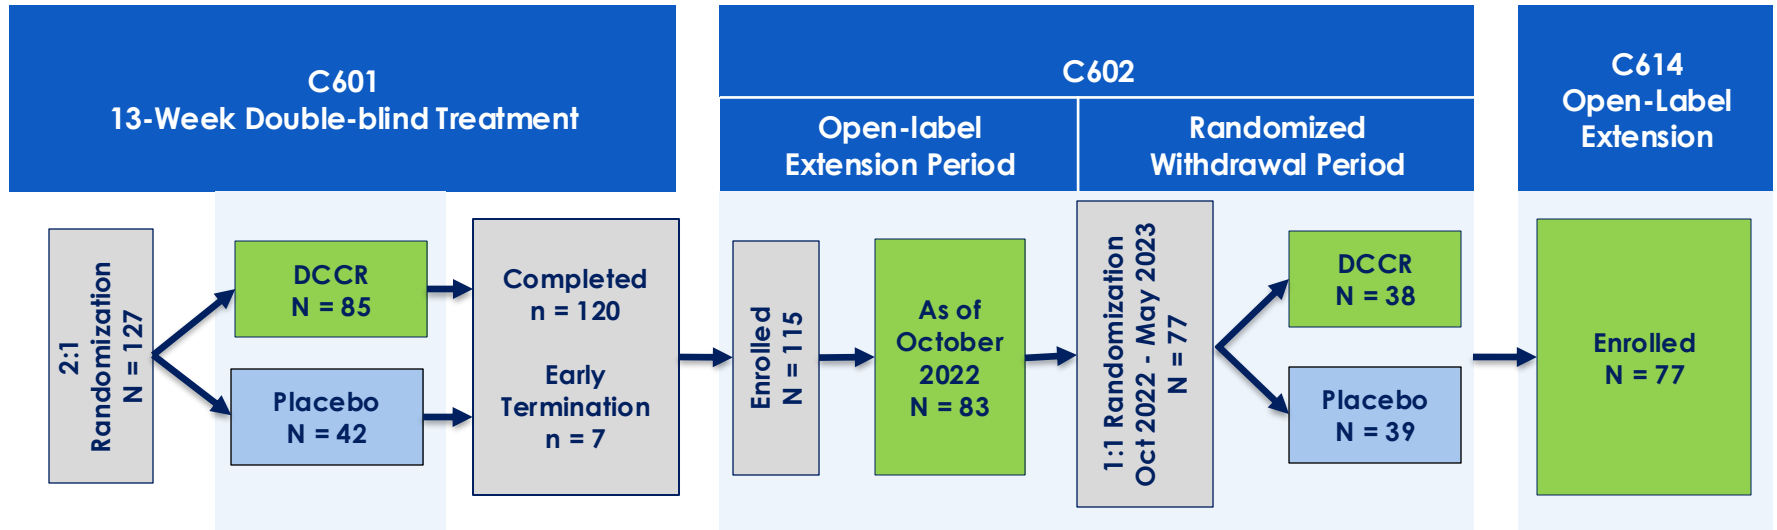 C601
13-Week Double-blind Treatment
C602
Open-label
Extension Period
Randomized
Withdrawal Period
C614
Open-Label
Extension
2:1
Randomization
N = 127
DCCR
N = 85
Placebo
N = 42
Completed
n = 120
Early
Termination
n = 7
Enrolled
N = 115
As of
October
2022
N = 83
1:1 Randomization
Oct 2022 - May 2023
N = 77
DCCR
N = 38
Placebo
N = 39
Enrolled
N = 77